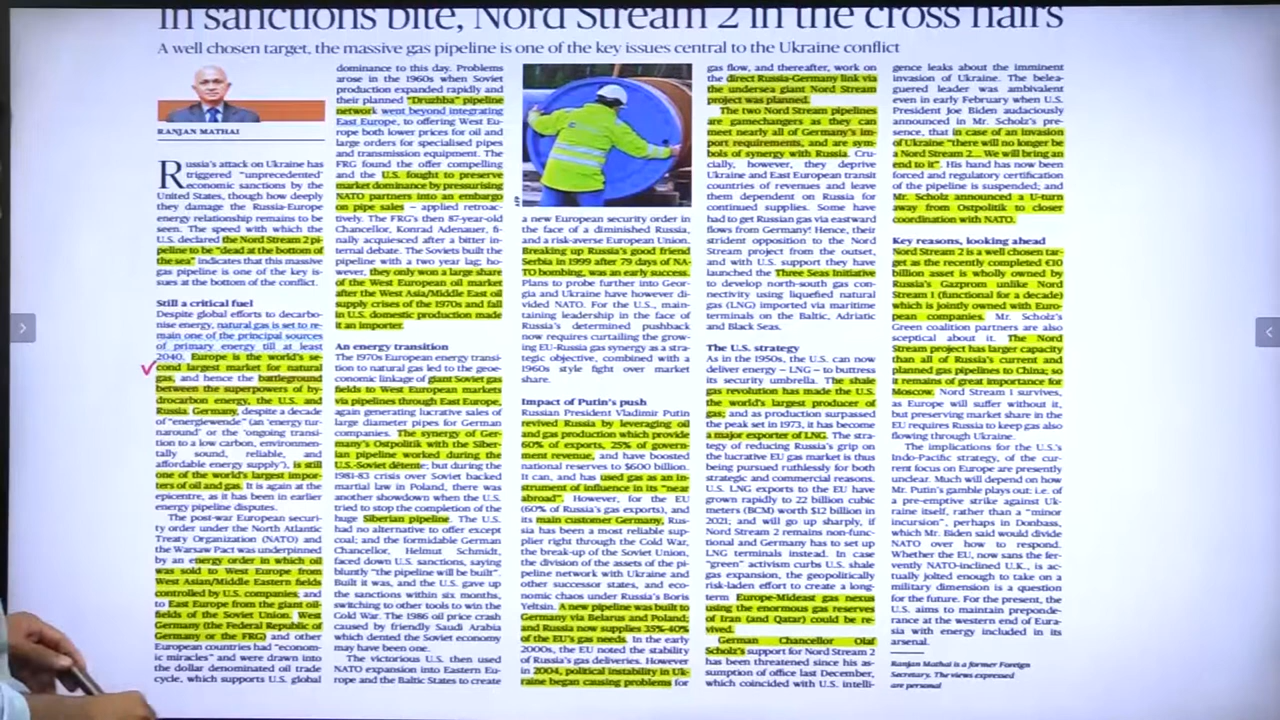 In sanctions bite, Nord Stream 2 in the cross hairs
A well chosen target, the massive gas pipeline is one of the key issues central to the Ukraine conflict
RANJAN MATHAI
Russia's attack on Ukraine has
triggered "unprecedented"
economic sanctions by the
United States, though how deeply
they damage the Russia-Europe
energy relationship remains to be
seen. The speed with which the
U.S. declared the Nord Stream 2 pi-
peline to be "dead at the bottom of
the sea" indicates that this massive
gas pipeline is one of the key is-
sues at the bottom of the conflict.
Still a critical fuel
Despite global efforts to decarbo-
nise energy, natural gas is set to re-
main one of the principal sources
of primary energy till at least
2040. Europe is the world's se-
cond largest market for natural
gas, and hence the battleground
between the superpowers of hy-
drocarbon energy, the U.S. and
Russia. Germany, despite a decade
of "energiewende" (an 'energy tur-
naround' or the 'ongoing transi-
tion to a low carbon, environmen-
tally sound, reliable, and
affordable energy supply'), is still
one of the world's largest impor-
ters of oil and gas. It is again at the
epicentre, as it has been in earlier
energy pipeline disputes.
The post-war European securi-
ty order under the North Atlantic
Treaty Organization (NATO) and
the Warsaw Pact was underpinned
by an energy order in which oil
was sold to West Europe from
West Asian/Middle Eastern fields
controlled by U.S. companies; and
to East Europe from the giant oil-
fields of the Soviet Union. West
Germany (the Federal Republic of
Germany or the FRG) and other
European countries had "econom-
ic miracles" and were drawn into
the dollar denominated oil trade
cycle, which supports U.S. global
dominance to this day. Problems
arose in the 1960s when Soviet
production expanded rapidly and
their planned "Druzhba" pipeline
network went beyond integrating
East Europe, to offering West Eu-
rope both lower prices for oil and
large orders for specialised pipes
and transmission equipment. The
FRG found the offer compelling
and the U.S. fought to preserve
market dominance by pressurising
NATO partners into an embargo
on pipe sales – applied retroac-
tively. The FRG's then 87-year-old
Chancellor, Konrad Adenauer, fi-
nally acquiesced after a bitter in-
ternal debate. The Soviets built the
pipeline with a two year lag; ho-
wever, they only won a large share
of the West European oil market
after the West Asia/Middle East oil
supply crises of the 1970s and fall
in U.S. domestic production made
it an importer.
An energy transition
The 1970s European energy transi-
tion to natural gas led to the geoe-
conomic linkage of giant Soviet gas
fields to West European markets
via pipelines through East Europe,
again generating lucrative sales of
large diameter pipes for German
companies. The synergy of Ger-
many's Ostpolitik with the Siber-
ian pipeline worked during the
U.S.-Soviet détente; but during the
1981-83 crisis over Soviet backed
martial law in Poland, there was
another showdown when the U.S.
tried to stop the completion of the
huge Siberian pipeline. The U.S.
had no alternative to offer except
coal; and the formidable German
Chancellor, Helmut Schmidt,
faced down U.S. sanctions, saying
bluntly "the pipeline will be built".
Built it was, and the U.S. gave up
the sanctions within six months,
switching to other tools to win the
Cold War. The 1986 oil price crash
caused by friendly Saudi Arabia
which dented the Soviet economy
may have been one.
The victorious U.S. then used
NATO expansion into Eastern Eu-
rope and the Baltic States to create
AFP
a new European security order in
the face of a diminished Russia,
and a risk-averse European Union.
Breaking up Russia's good friend
Serbia in 1999 after 79 days of NA-
TO bombing, was an early success.
Plans to probe further into Geor-
gia and Ukraine have however di-
vided NATO. For the U.S., main-
taining leadership in the face of
Russia's determined pushback
now requires curtailing the grow-
ing EU-Russia gas synergy as a stra-
tegic objective, combined with a
1960s style fight over market
share.
Impact of Putin's push
Russian President Vladimir Putin
revived Russia by leveraging oil
and gas production which provide
60% of exports, 25% of govern-
ment revenue, and have boosted
national reserves to $600 billion.
It can, and has used gas as an in-
strument of influence in its "near
abroad". However, for the EU
(60% of Russia's gas exports), and
its main customer Germany, Rus-
sia has been a most reliable sup-
plier right through the Cold War,
the break-up of the Soviet Union,
the division of the assets of the pi-
peline network with Ukraine and
other successor states, and eco-
nomic chaos under Russia's Boris
Yeltsin. A new pipeline was built to
Germany via Belarus and Poland;
and Russia now supplies 35%-40%
of the EU's gas needs. In the early
2000s, the EU noted the stability
of Russia's gas deliveries. However
in 2004, political instability in Uk-
raine began causing problems for
gas flow, and thereafter, work on
the direct Russia-Germany link via
the undersea giant Nord Stream
project was planned.
The two Nord Stream pipelines
are gamechangers as they can
meet nearly all of Germany's im-
port requirements, and are sym-
bols of synergy with Russia. Cru-
cially, however, they deprive
Ukraine and East European transit
countries of revenues and leave
them dependent on Russia for
continued supplies. Some have
had to get Russian gas via eastward
flows from Germany! Hence, their
strident opposition to the Nord
Stream project from the outset,
and with U.S. support they have
launched the Three Seas Initiative
to develop north-south gas con-
nectivity using liquefied natural
gas (LNG) imported via maritime
terminals on the Baltic, Adriatic
and Black Seas.
The U.S. strategy
As in the 1950s, the U.S. can now
deliver energy – LNG – to buttress
its security umbrella. The shale
gas revolution has made the U.S.
the world's largest producer of
gas; and as production surpassed
the peak set in 1973, it has become
a major exporter of LNG. The stra-
tegy of reducing Russia's grip on
the lucrative EU gas market is thus
being pursued ruthlessly for both
strategic and commercial reasons.
U.S. LNG exports to the EU have
grown rapidly to 22 billion cubic
meters (BCM) worth $12 billion in
2021; and will go up sharply, if
Nord Stream 2 remains non-func-
tional and Germany has to set up
LNG terminals instead. In case
"green" activism curbs U.S. shale
gas expansion, the geopolitically
risk-laden effort to create a long-
term Europe-Mideast gas nexus
using the enormous gas reserves
of Iran (and Qatar) could be re-
vived.
German Chancellor Olaf
Scholz's support for Nord Stream 2
has been threatened since his as-
sumption of office last December,
which coincided with U.S. intelli-
gence leaks about the imminent
invasion of Ukraine. The belea-
guered leader was ambivalent
even in early February when U.S.
President Joe Biden audaciously
announced in Mr. Scholz's pre-
sence, that in case of an invasion
of Ukraine "there will no longer be
a Nord Stream 2... We will bring an
end to it". His hand has now been
forced and regulatory certification
of the pipeline is suspended; and
Mr. Scholz announced a U-turn
away from Ostpolitik to closer
coordination with NATO.
Key reasons, looking ahead
Nord Stream 2 is a well chosen tar-
get as the recently completed €10
billion asset is wholly owned by
Russia's Gazprom unlike Nord
Stream 1 (functional for a decade)
which is jointly owned with Euro-
pean companies. Mr. Scholz's
Green coalition partners are also
sceptical about it. The Nord
Stream project has larger capacity
than all of Russia's current and
planned gas pipelines to China; so
it remains of great importance for
Moscow. Nord Stream 1 survives,
as Europe will suffer without it,
but preserving market share in the
EU requires Russia to keep gas also
flowing through Ukraine.
The implications for the U.S.'s
Indo-Pacific strategy, of the cur-
rent focus on Europe are presently
unclear. Much will depend on how
Mr. Putin's gamble plays out: i.e. of
a pre-emptive strike against Uk-
raine itself, rather than a "minor
incursion", perhaps in Donbass,
which Mr. Biden said would divide
NATO over how to respond.
Whether the EU, now sans the fer-
vently NATO-inclined U.K., is ac-
tually jolted enough to take on a
military dimension is a question
for the future. For the present, the
U.S. aims to maintain preponde-
rance at the western end of Eura-
sia with energy included in its
arsenal.
Ranjan Mathai is a former Foreign
Secretary. The views expressed
are personal